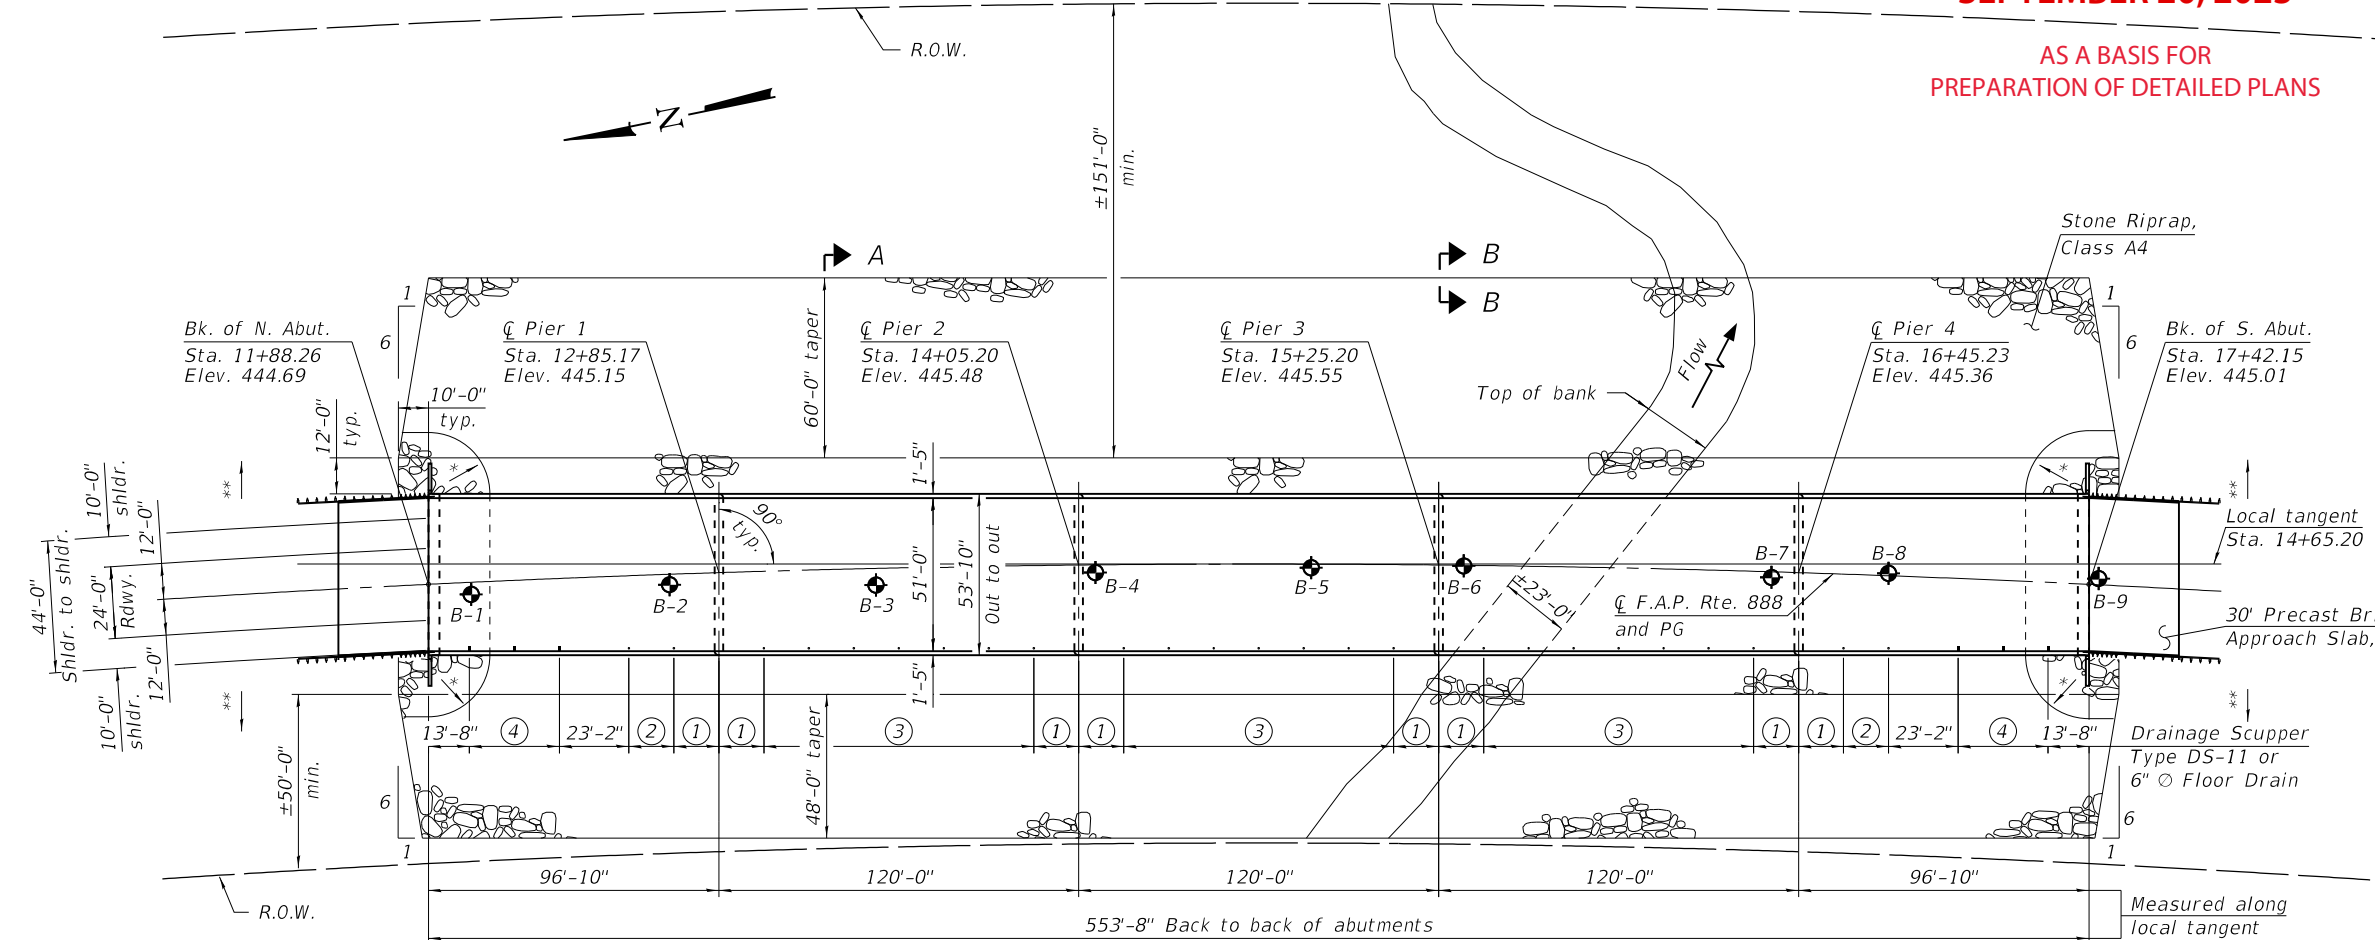 AS A BASIS FOR
PREPARATION OF DETAILED PLANS
R.O.W.
N
±151'-0"
min.
Stone Riprap,
Class A4
A
B
B
1
6
60'-0" taper
Bk. of N. Abut.
Sta. 11+88.26
Elev. 444.69
℄ Pier 1
Sta. 12+85.17
Elev. 445.15
℄ Pier 2
Sta. 14+05.20
Elev. 445.48
℄ Pier 3
Sta. 15+25.20
Elev. 445.55
Flow
℄ Pier 4
Sta. 16+45.23
Elev. 445.36
1
6
Bk. of S. Abut.
Sta. 17+42.15
Elev. 445.01
Top of bank
10'-0"
typ.
12'-0"
typ.
1'-5"
*
*
**
**
10'-0"
shldr.
12'-0"
44'-0"
Shldr. to shldr.
24'-0"
Rdwy.
12'-0"
10'-0"
shldr.
90°
typ.
51'-0"
53'-10"
Out to out
Local tangent
Sta. 14+65.20
B-1
B-2
B-3
B-4
B-5
B-6
B-7
B-8
B-9
±23'-0"
℄ F.A.P. Rte. 888
and PG
30' Precast Br.
Approach Slab,
*
*
**
**
1'-5"
13'-8" 4 23'-2" 2 1 1 3 1 1 3 1 1 3 1 1 2 23'-2" 4 13'-8"
Drainage Scupper
Type DS-11 or
6" ∅ Floor Drain
±50'-0"
min.
48'-0" taper
6
1
6
1
96'-10" 120'-0" 120'-0" 120'-0" 96'-10"
R.O.W.
553'-8" Back to back of abutments
Measured along
local tangent